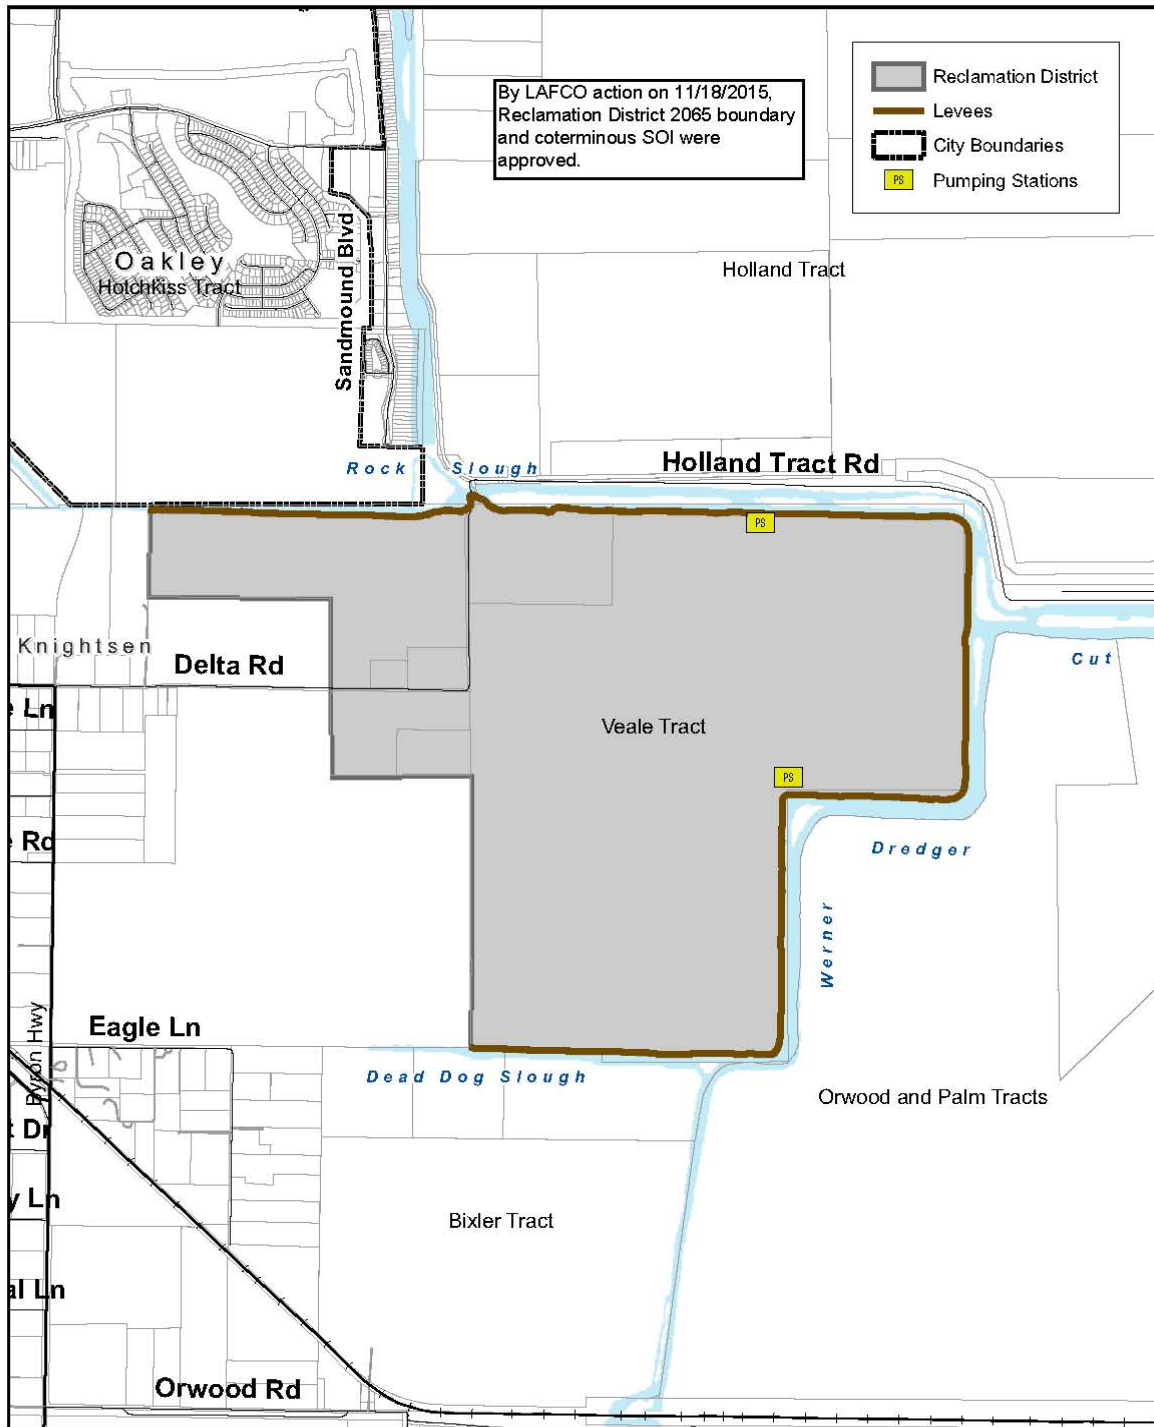 By LAFCO action on 11/18/2015,
Reclamation District 2065 boundary
and coterminous SOI were
approved.
Reclamation District
Levees
City Boundaries
PS Pumping Stations
Oakley
Hotchkiss Tract
Sandmound Blvd
Holland Tract
Rock Slough
Holland Tract Rd
PS
Knightsen
Delta Rd
Cut
e Ln
Veale Tract
PS
e Rd
Dredger
Werner
Byron Hwy
Eagle Ln
Dead Dog Slough
Orwood and Palm Tracts
t Dr
y Ln
Bixler Tract
al Ln
Orwood Rd